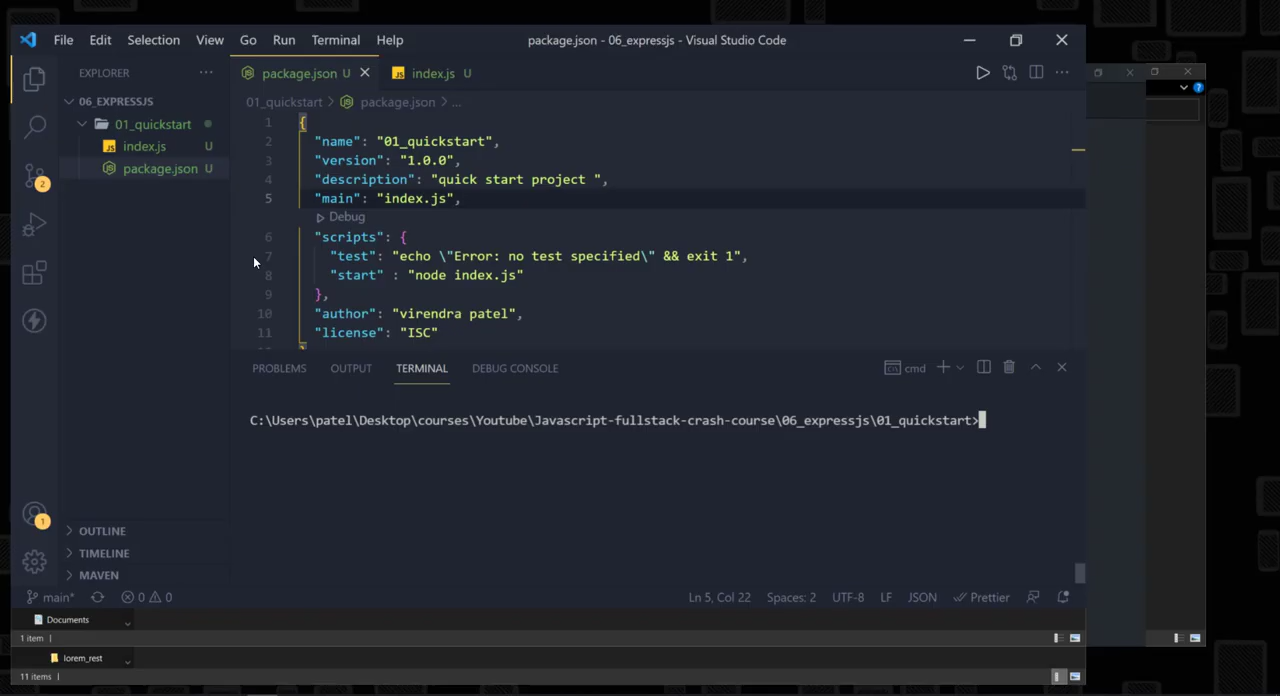 File Edit Selection View Go Run Terminal Help package.json - 06_expressjs - Visual Studio Code
EXPLORER ··· package.json U index.js U
06_EXPRESSJS
01_quickstart
index.js U
package.json U
2
1
OUTLINE
TIMELINE
MAVEN
01_quickstart > package.json > ...
1 {
2 "name": "01_quickstart",
3 "version": "1.0.0",
4 "description": "quick start project ",
5 "main": "index.js",
Debug
6 "scripts": {
7 "test": "echo \"Error: no test specified\" && exit 1",
8 "start" : "node index.js"
9 },
10 "author": "virendra patel",
11 "license": "ISC"
}
PROBLEMS OUTPUT TERMINAL DEBUG CONSOLE cmd
C:\Users\patel\Desktop\courses\Youtube\Javascript-fullstack-crash-course\06_expressjs\01_quickstart>
main* 0 0 Ln 5, Col 22 Spaces: 2 UTF-8 LF JSON Prettier
Documents
1 item
lorem_rest
11 items